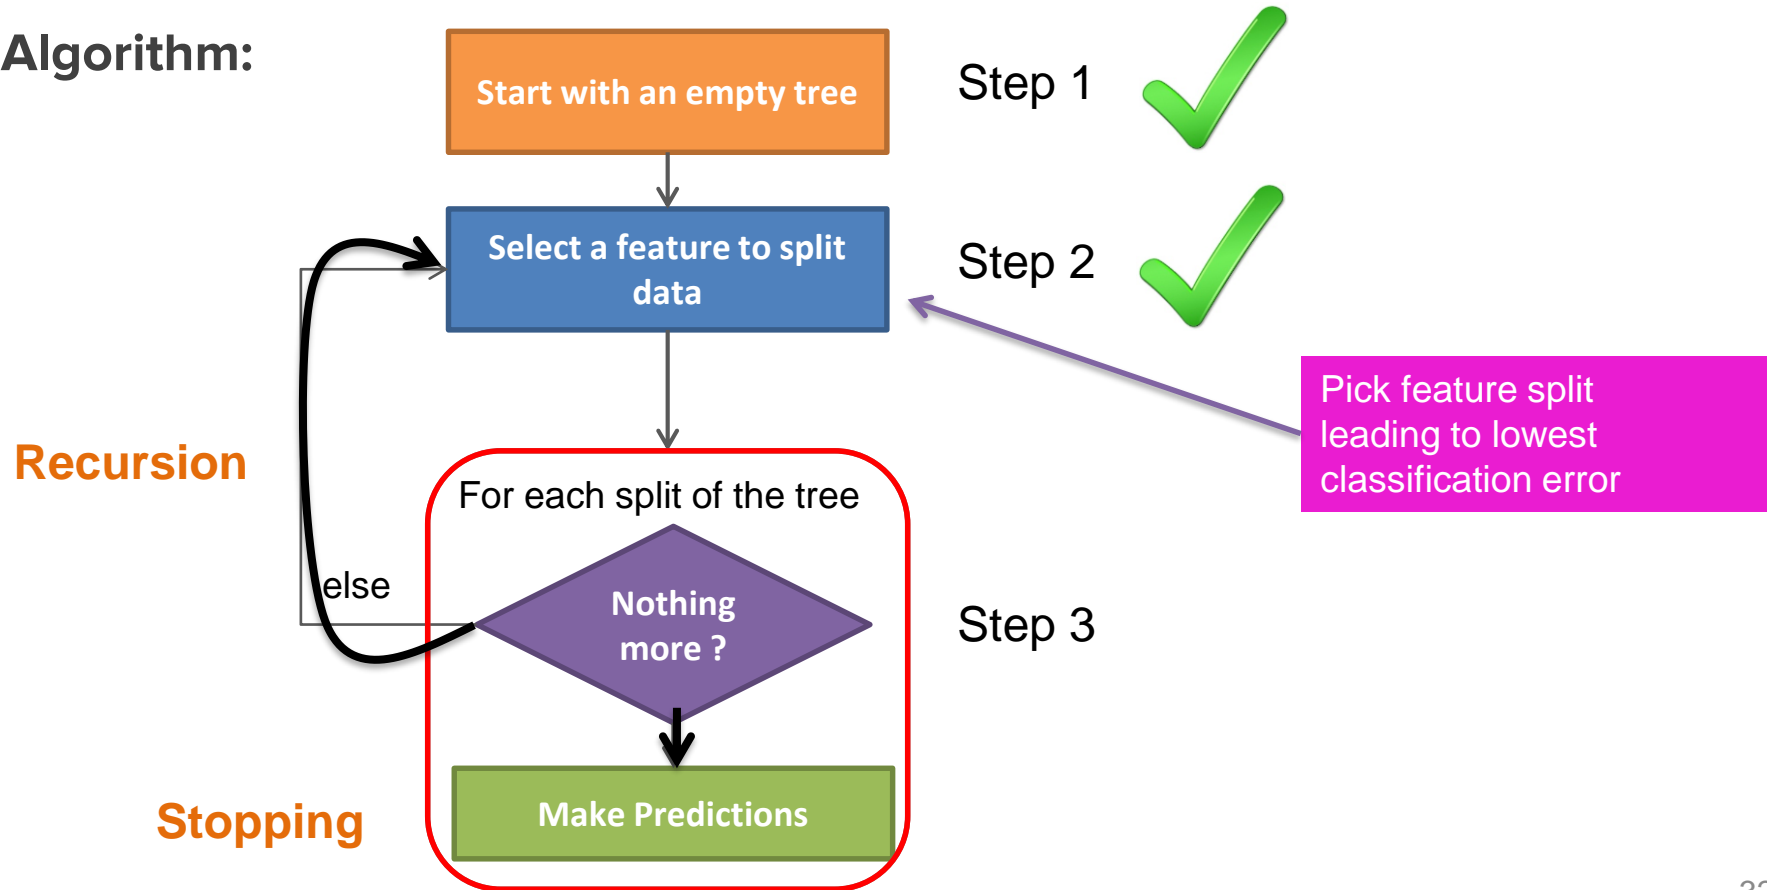 Algorithm:
Start with an empty tree
Step 1
Select a feature to split
data
Step 2
Pick feature split
leading to lowest
classification error
Recursion
For each split of the tree
else
Nothing
more ?
Step 3
Make Predictions
Stopping